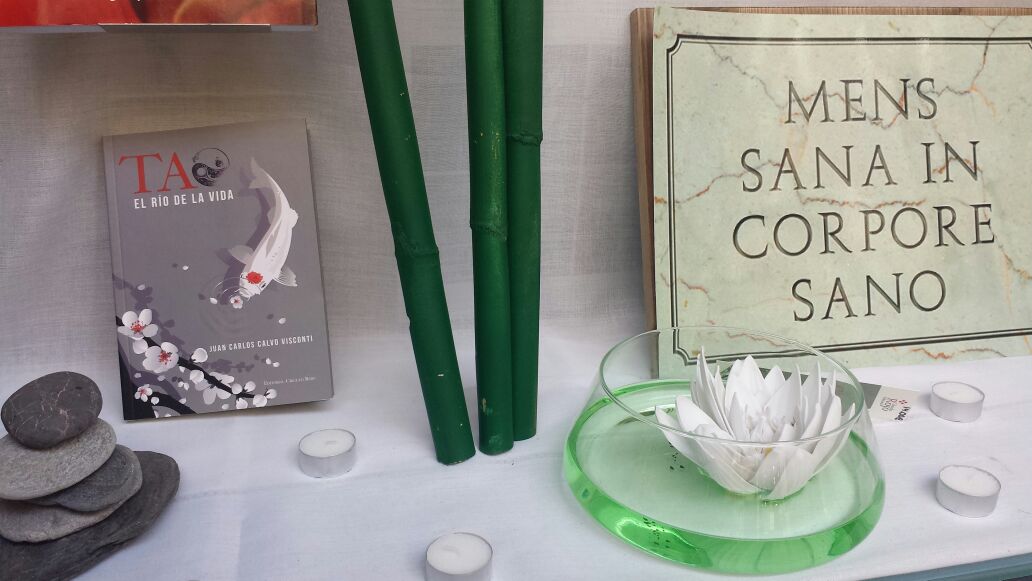 TAO
EL RÍO DE LA VIDA
JUAN CARLOS CALVO VISCONTI
MENS
SANA IN
CORPORE
SANO